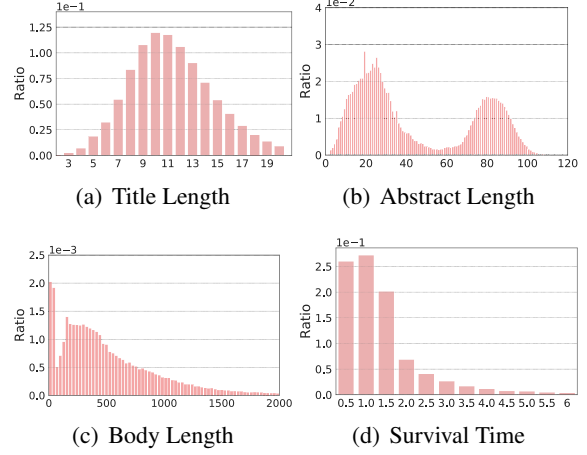 1e−1
1e−2
Ratio
1.25
1.00
0.75
0.50
0.25
0.00
3 5 7 9 11 13 15 17 19
Ratio
4
3
2
1
0
0 20 40 60 80 100 120
(a) Title Length
(b) Abstract Length
1e−3
1e−1
Ratio
2.5
2.0
1.5
1.0
0.5
0.0
0 500 1000 1500 2000
Ratio
2.5
2.0
1.5
1.0
0.5
0.0
0.5 1.0 1.5 2.0 2.5 3.0 3.5 4.0 4.5 5.0 5.5 6
(c) Body Length
(d) Survival Time